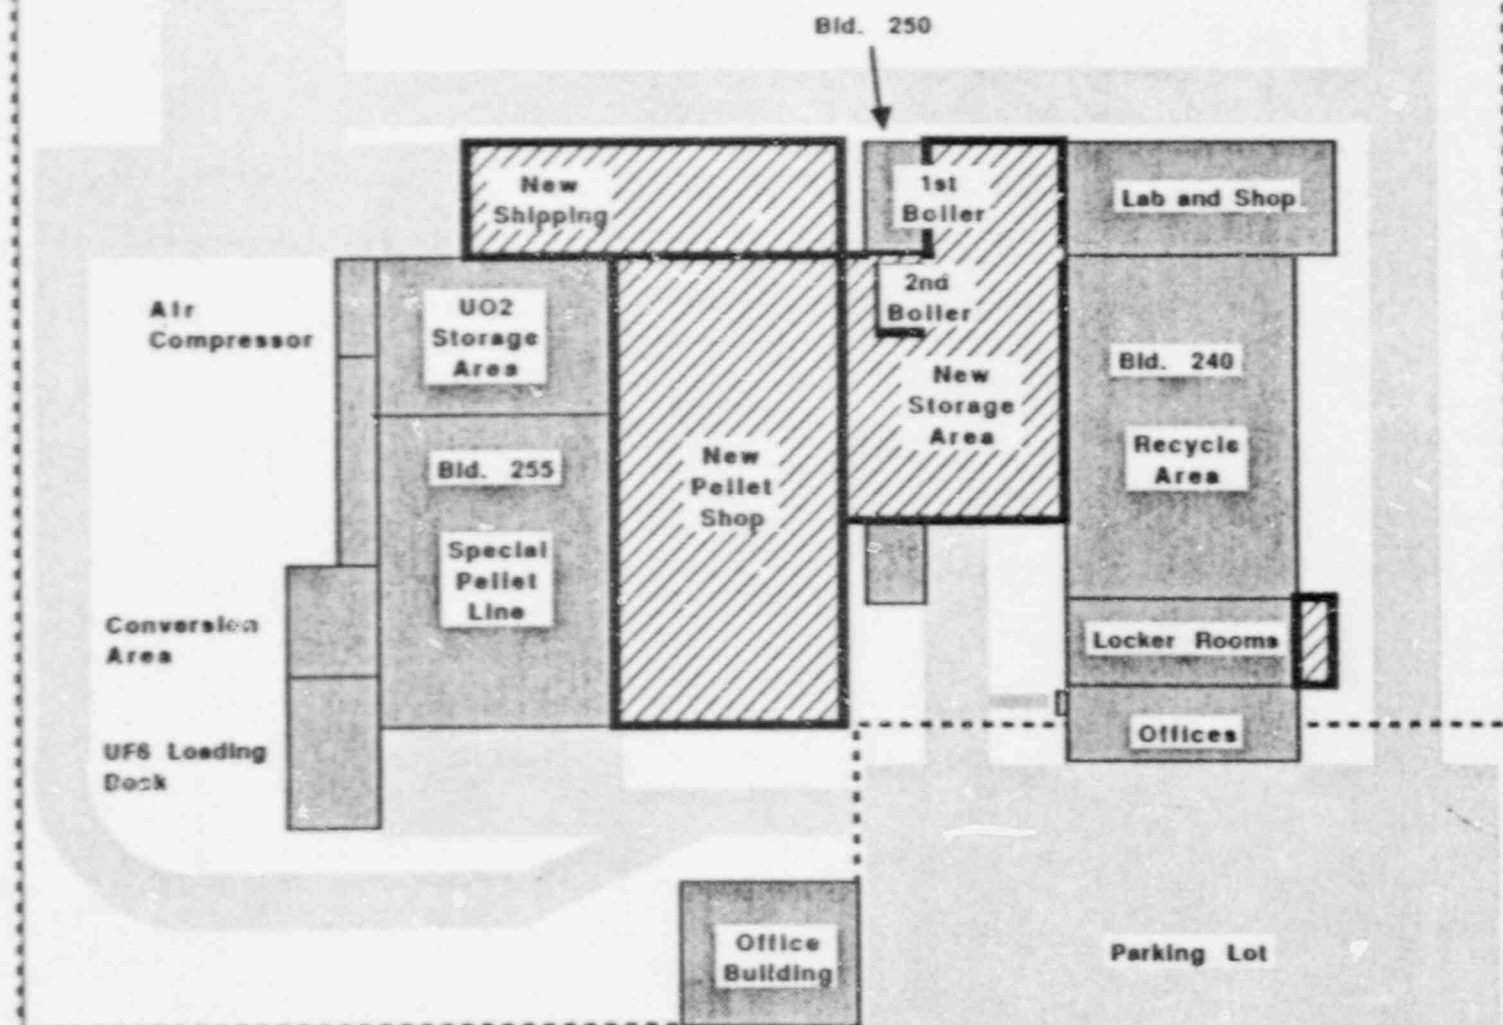 Bld. 250
New
Shipping
1st
Boiler
Lab and Shop
Air
Compressor
UO2
Storage
Area
2nd
Boiler
New
Storage
Area
Bld. 240
Recycle
Area
Bld. 255
New
Pellet
Shop
Special
Pellet
Line
Conversion
Area
Locker Rooms
UF6 Loading
Dock
Offices
Office
Building
Parking Lot